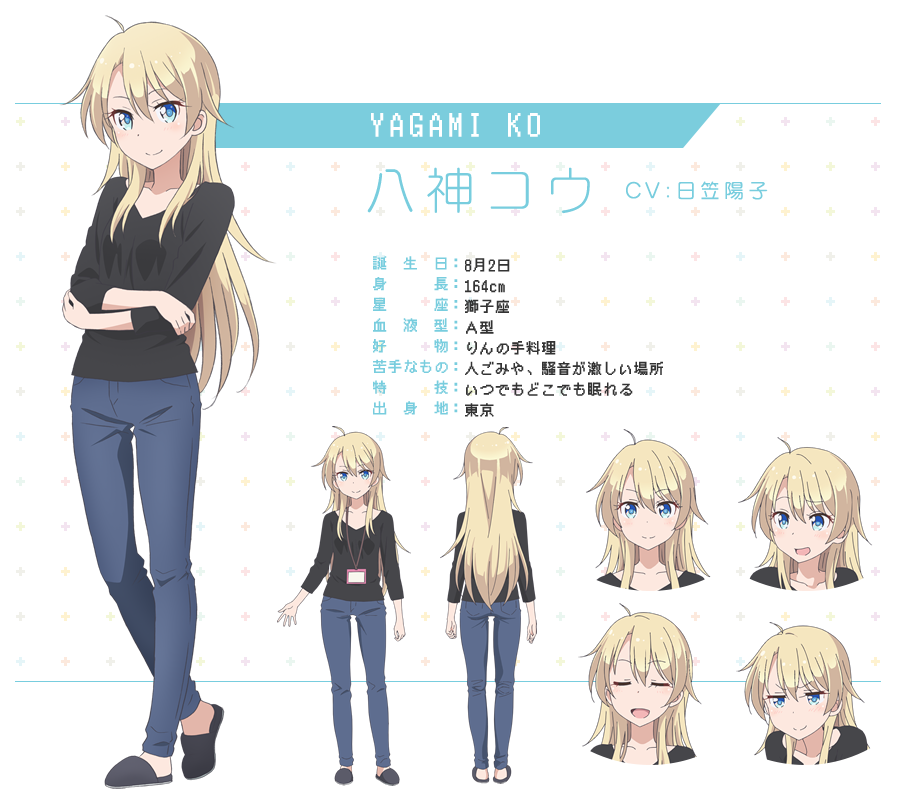 YAGAMI KO
八神コウ CV:日笠陽子
誕生日：8月2日
身長：164cm
星座：獅子座
血液型：A型
好物：りんの手料理
苦手なもの：人ごみや、騒音が激しい場所
特技：いつでもどこでも眠れる
出身地：東京